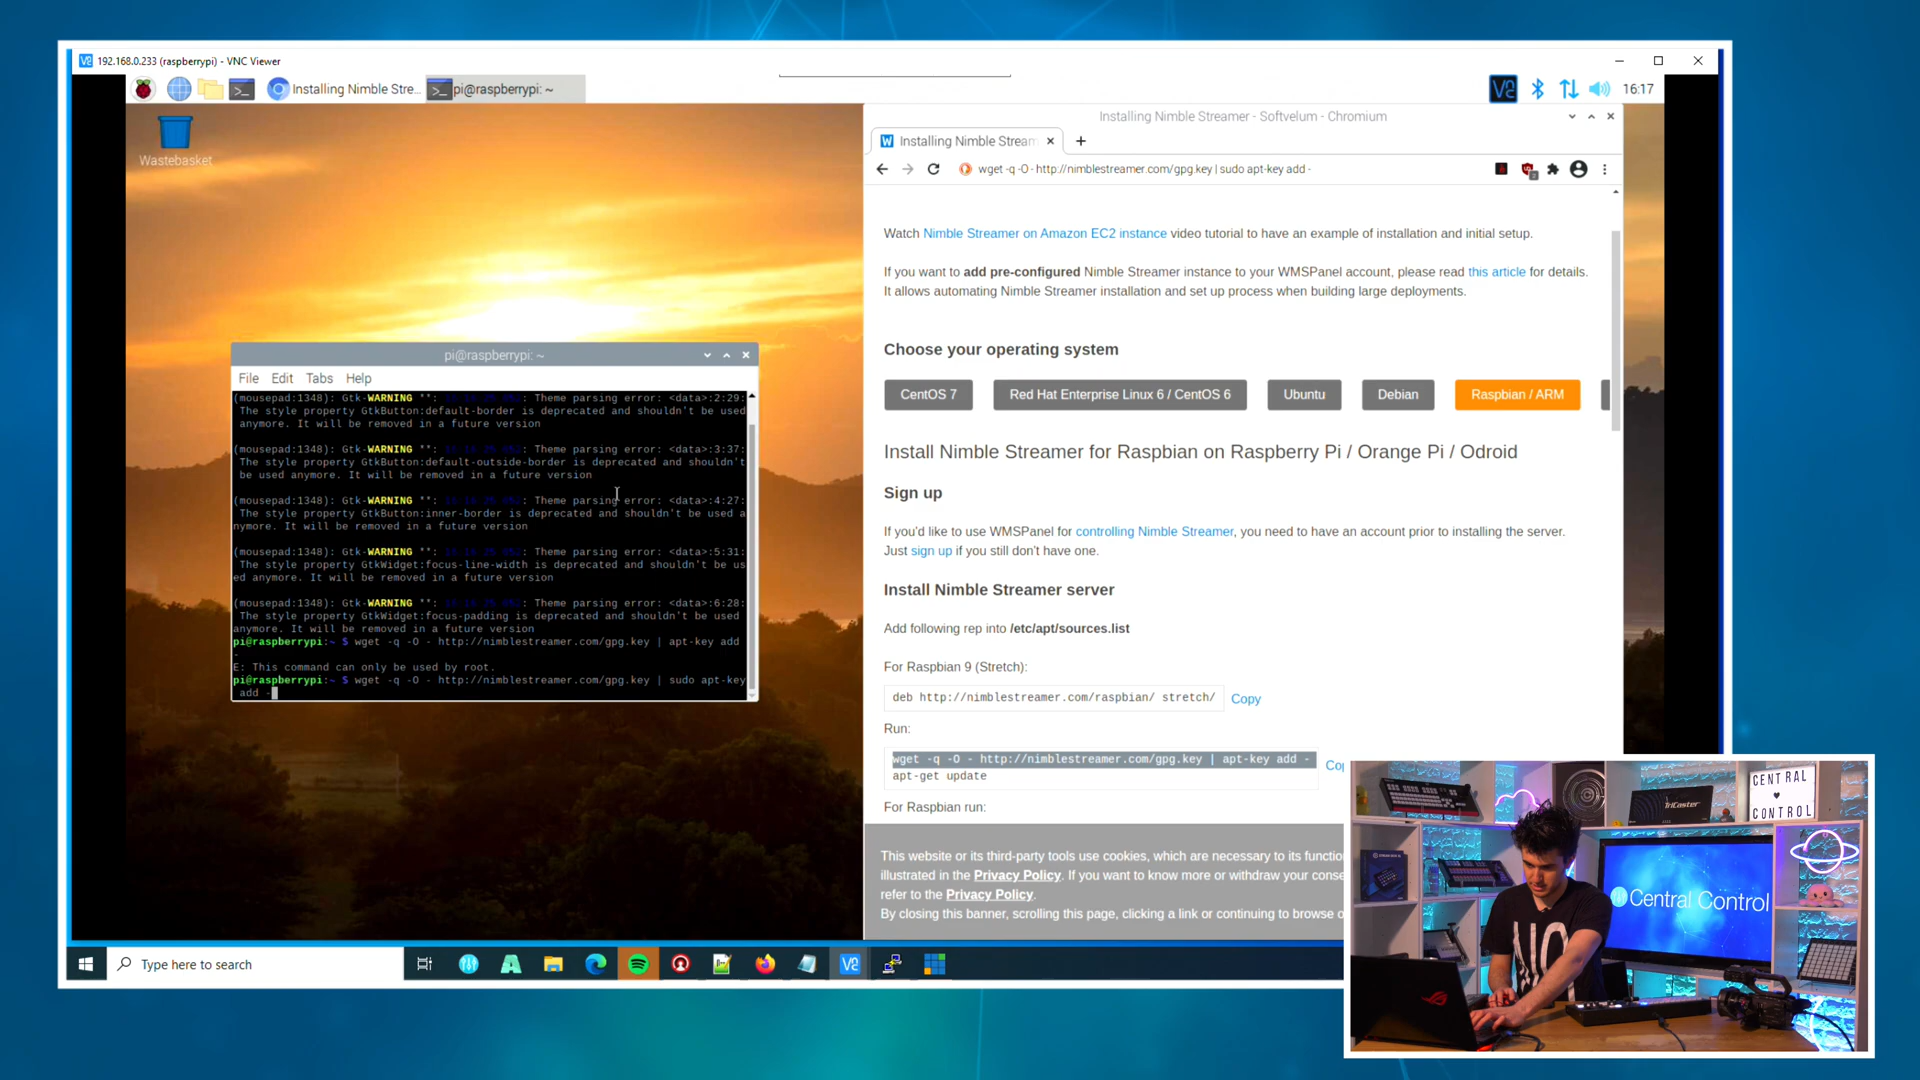 192.168.0.233 (raspberrypi) - VNC Viewer
Installing Nimble Stre...
pi@raspberrypi: ~
16:17
Wastebasket
Installing Nimble Streamer - Softvelum - Chromium
Installing Nimble Stream
wget -q -O - http://nimblestreamer.com/gpg.key | sudo apt-key add -
Watch Nimble Streamer on Amazon EC2 instance video tutorial to have an example of installation and initial setup.
If you want to add pre-configured Nimble Streamer instance to your WMSPanel account, please read this article for details.
It allows automating Nimble Streamer installation and set up process when building large deployments.
Choose your operating system
CentOS 7
Red Hat Enterprise Linux 6 / CentOS 6
Ubuntu
Debian
Raspbian / ARM
Install Nimble Streamer for Raspbian on Raspberry Pi / Orange Pi / Odroid
Sign up
If you'd like to use WMSPanel for controlling Nimble Streamer, you need to have an account prior to installing the server.
Just sign up if you still don't have one.
Install Nimble Streamer server
Add following rep into /etc/apt/sources.list
For Raspbian 9 (Stretch):
deb http://nimblestreamer.com/raspbian/ stretch/
Copy
Run:
wget -q -O - http://nimblestreamer.com/gpg.key | apt-key add -
apt-get update
Cop
For Raspbian run:
This website or its third-party tools use cookies, which are necessary to its functio
illustrated in the Privacy Policy. If you want to know more or withdraw your conse
refer to the Privacy Policy.
By closing this banner, scrolling this page, clicking a link or continuing to browse o
pi@raspberrypi: ~
File Edit Tabs Help
(mousepad:1348): Gtk-WARNING **: : Theme parsing error: <data>:2:29:
The style property GtkButton:default-border is deprecated and shouldn't be used
anymore. It will be removed in a future version
(mousepad:1348): Gtk-WARNING **: : Theme parsing error: <data>:3:37:
The style property GtkButton:default-outside-border is deprecated and shouldn't
be used anymore. It will be removed in a future version
(mousepad:1348): Gtk-WARNING **: : Theme parsing error: <data>:4:27:
The style property GtkButton:inner-border is deprecated and shouldn't be used a
nymore. It will be removed in a future version
(mousepad:1348): Gtk-WARNING **: : Theme parsing error: <data>:5:31:
The style property GtkWidget:focus-line-width is deprecated and shouldn't be us
ed anymore. It will be removed in a future version
(mousepad:1348): Gtk-WARNING **: : Theme parsing error: <data>:6:28:
The style property GtkWidget:focus-padding is deprecated and shouldn't be used
anymore. It will be removed in a future version
pi@raspberrypi:~ $ wget -q -O - http://nimblestreamer.com/gpg.key | apt-key add
-
E: This command can only be used by root.
pi@raspberrypi:~ $ wget -q -O - http://nimblestreamer.com/gpg.key | sudo apt-key
add -
Type here to search
CENTRAL
♥
CONTROL
TriCaster
Central Control